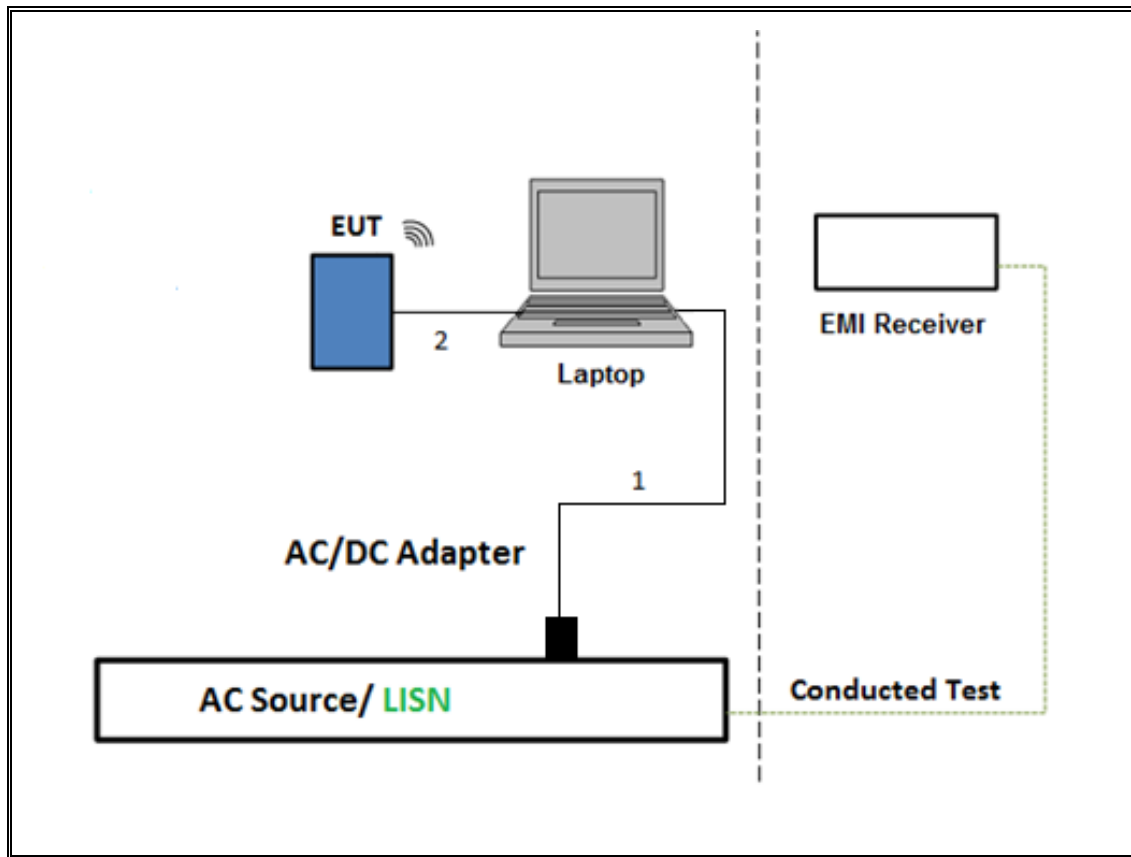 EUT
2
Laptop
EMI Receiver
1
AC/DC Adapter
AC Source/ LISN
Conducted Test